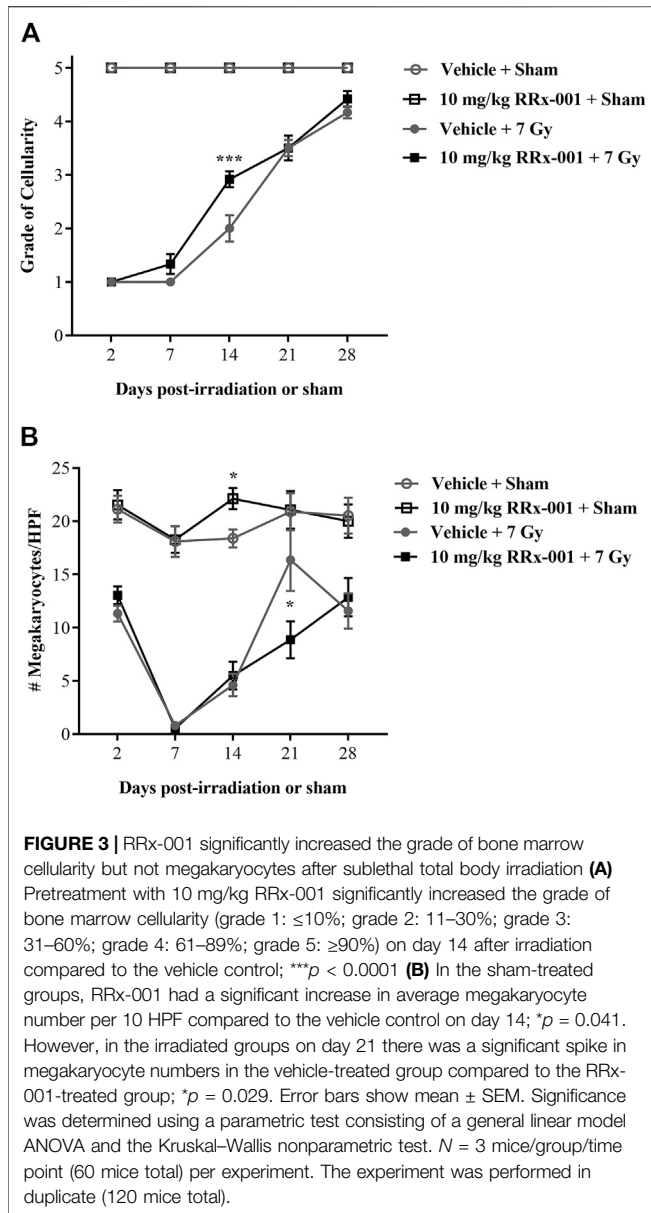 A
Grade of Cellularity
5
4
3
2
1
0
***
2 7 14 21 28
Days post-irradiation or sham
Vehicle + Sham
10 mg/kg RRx-001 + Sham
Vehicle + 7 Gy
10 mg/kg RRx-001 + 7 Gy
B
# Megakaryocytes/HPF
25
20
15
10
5
0
*
*
2 7 14 21 28
Days post-irradiation or sham
Vehicle + Sham
10 mg/kg RRx-001 + Sham
Vehicle + 7 Gy
10 mg/kg RRx-001 + 7 Gy
FIGURE 3 | RRx-001 significantly increased the grade of bone marrow
cellularity but not megakaryocytes after sublethal total body irradiation (A)
Pretreatment with 10 mg/kg RRx-001 significantly increased the grade of
bone marrow cellularity (grade 1: ≤10%; grade 2: 11–30%; grade 3:
31–60%; grade 4: 61–89%; grade 5: ≥90%) on day 14 after irradiation
compared to the vehicle control; ***p < 0.0001 (B) In the sham-treated
groups, RRx-001 had a significant increase in average megakaryocyte
number per 10 HPF compared to the vehicle control on day 14; *p = 0.041.
However, in the irradiated groups on day 21 there was a significant spike in
megakaryocyte numbers in the vehicle-treated group compared to the RRx-
001-treated group; *p = 0.029. Error bars show mean ± SEM. Significance
was determined using a parametric test consisting of a general linear model
ANOVA and the Kruskal–Wallis nonparametric test. N = 3 mice/group/time
point (60 mice total) per experiment. The experiment was performed in
duplicate (120 mice total).